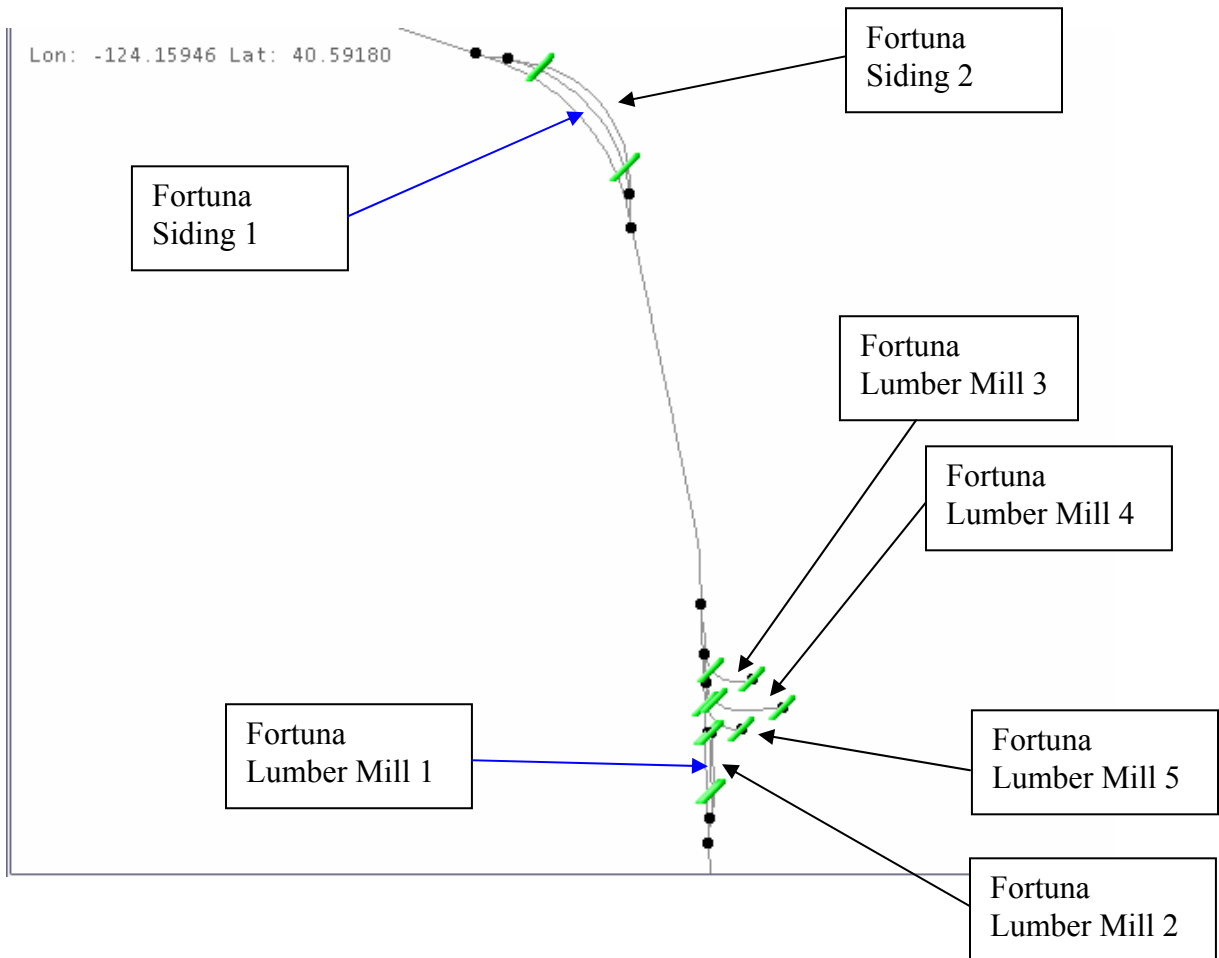 Lon: -124.15946 Lat: 40.59180
Fortuna
Siding 2
Fortuna
Siding 1
Fortuna
Lumber Mill 3
Fortuna
Lumber Mill 4
Fortuna
Lumber Mill 1
Fortuna
Lumber Mill 5
Fortuna
Lumber Mill 2